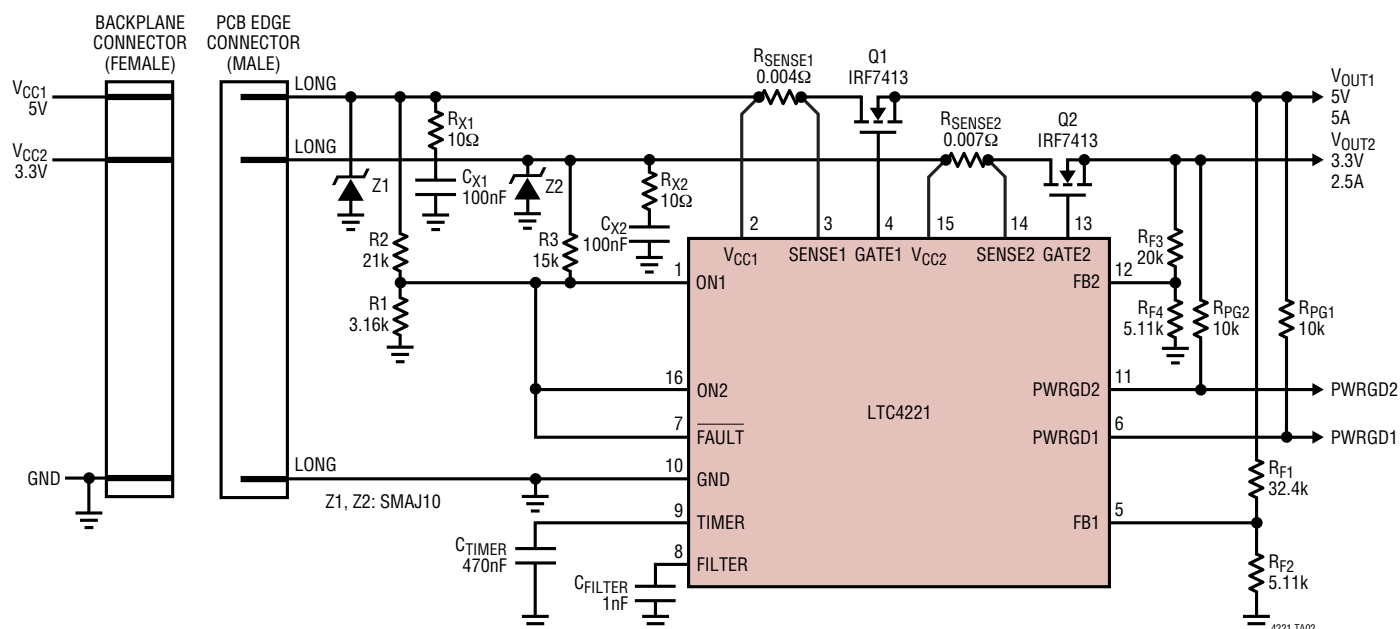 BACKPLANE
CONNECTOR
(FEMALE)
PCB EDGE
CONNECTOR
(MALE)
VCC1
5V
VCC2
3.3V
GND
LONG
LONG
LONG
Z1
Z2
RX1
10Ω
CX1
100nF
RX2
10Ω
CX2
100nF
R2
21k
R1
3.16k
R3
15k
RSENSE1
0.004Ω
Q1
IRF7413
RSENSE2
0.007Ω
Q2
IRF7413
VOUT1
5V
5A
VOUT2
3.3V
2.5A
2
3
4
15
14
13
VCC1
SENSE1
GATE1
VCC2
SENSE2
GATE2
1
ON1
16
ON2
7
FAULT
10
GND
9
TIMER
8
FILTER
LTC4221
12
FB2
11
PWRGD2
6
PWRGD1
5
FB1
RF3
20k
RF4
5.11k
RPG2
10k
RPG1
10k
PWRGD2
PWRGD1
RF1
32.4k
RF2
5.11k
Z1, Z2: SMAJ10
CTIMER
470nF
CFILTER
1nF
4221 TA02